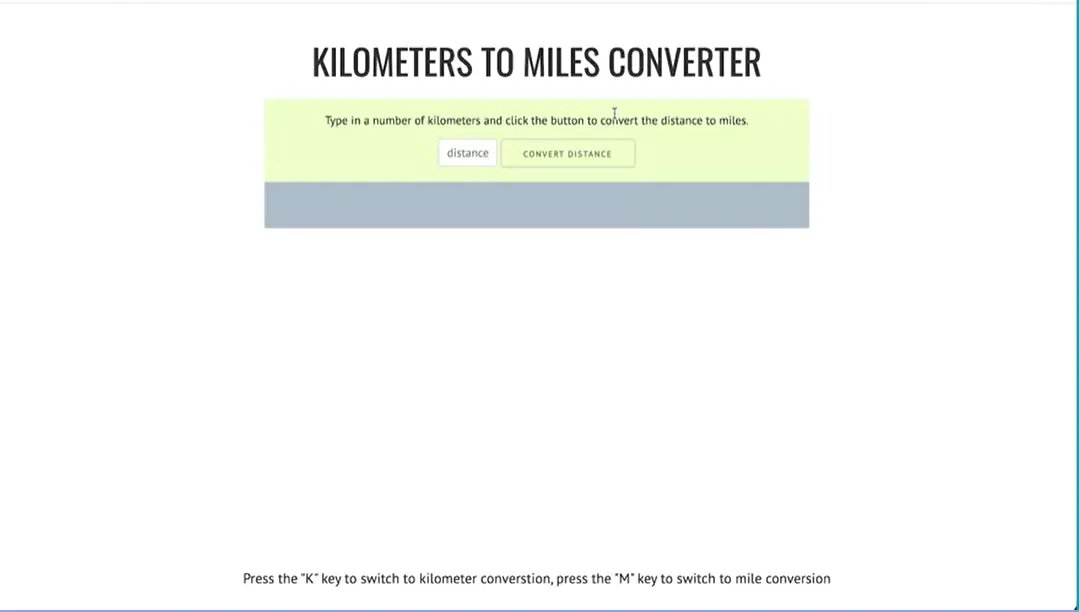 KILOMETERS TO MILES CONVERTER
Type in a number of kilometers and click the button to convert the distance to miles.
distance CONVERT DISTANCE
Press the "K" key to switch to kilometer converstion, press the "M" key to switch to mile conversion